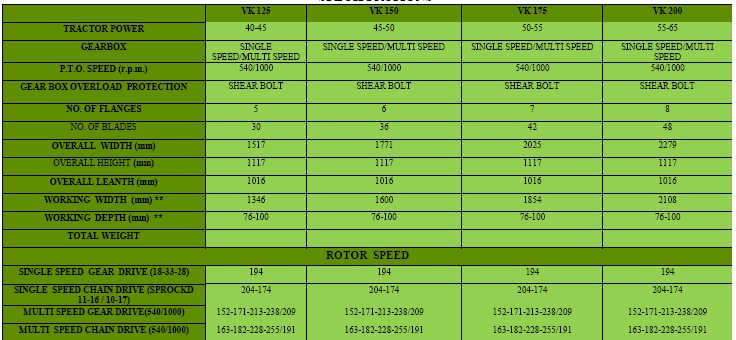 VK 125 VK 150 VK 175 VK 200
TRACTOR POWER 40-45 45-50 50-55 55-65
GEARBOX SINGLE SPEED/MULTI SPEED SINGLE SPEED/MULTI SPEED SINGLE SPEED/MULTI SPEED SINGLE SPEED/MULTI SPEED
P.T.O. SPEED (r.p.m.) 540/1000 540/1000 540/1000 540/1000
GEAR BOX OVERLOAD PROTECTION SHEAR BOLT SHEAR BOLT SHEAR BOLT SHEAR BOLT
NO. OF FLANGES 5 6 7 8
NO. OF BLADES 30 36 42 48
OVERALL WIDTH (mm) 1517 1771 2025 2279
OVERALL HEIGHT (mm) 1117 1117 1117 1117
OVERALL LEANTH (mm) 1016 1016 1016 1016
WORKING WIDTH (mm) ** 1346 1600 1854 2108
WORKING DEPTH (mm) ** 76-100 76-100 76-100 76-100
TOTAL WEIGHT
ROTOR SPEED
SINGLE SPEED GEAR DRIVE (18-33-28) 194 194 194 194
SINGLE SPEED CHAIN DRIVE (SPROCKD 11-16 / 10-17) 204-174 204-174 204-174 204-174
MULTI SPEED GEAR DRIVE(540/1000) 152-171-213-238/209 152-171-213-238/209 152-171-213-238/209 152-171-213-238/209
MULTI SPEED CHAIN DRIVE (540/1000) 163-182-228-255/191 163-182-228-255/191 163-182-228-255/191 163-182-228-255/191